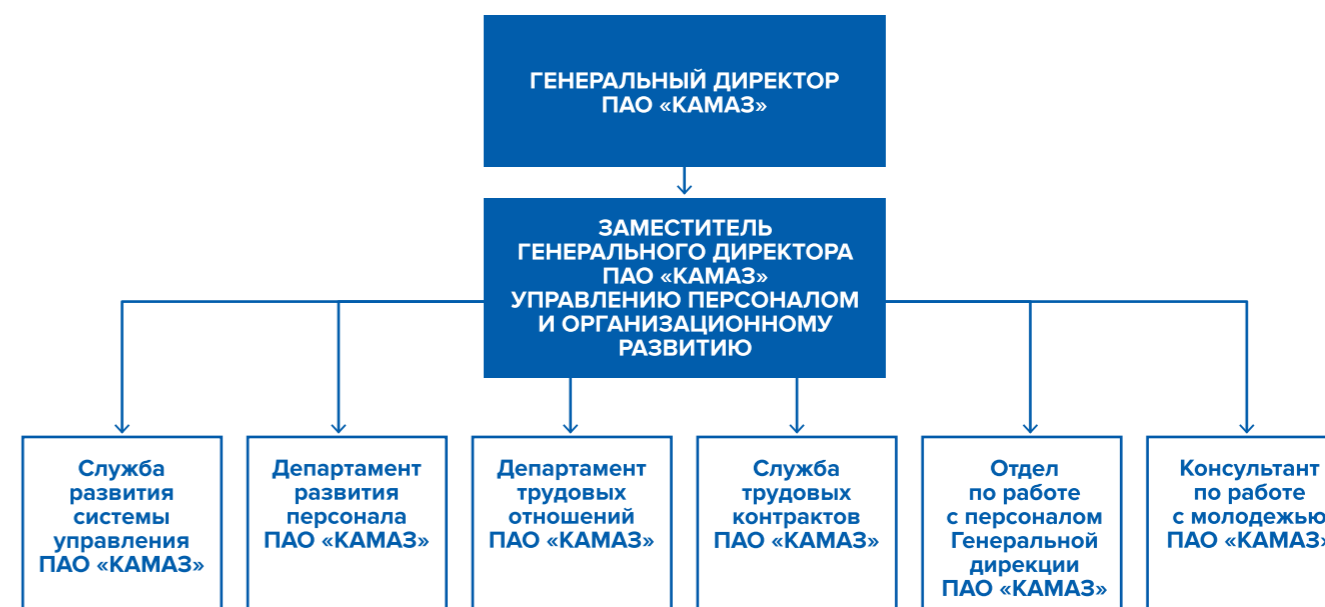 ГЕНЕРАЛЬНЫЙ ДИРЕКТОР
ПАО «КАМАЗ»
ЗАМЕСТИТЕЛЬ
ГЕНЕРАЛЬНОГО ДИРЕКТОРА
ПАО «КАМАЗ»
УПРАВЛЕНИЮ ПЕРСОНАЛОМ
И ОРГАНИЗАЦИОННОМУ
РАЗВИТИЮ
Служба
развития
системы
управления
ПАО «КАМАЗ»
Департамент
развития
персонала
ПАО «КАМАЗ»
Департамент
трудовых
отношений
ПАО «КАМАЗ»
Служба
трудовых
контрактов
ПАО «КАМАЗ»
Отдел
по работе
с персоналом
Генеральной
дирекции
ПАО «КАМАЗ»
Консультант
по работе
с молодежью
ПАО «КАМАЗ»